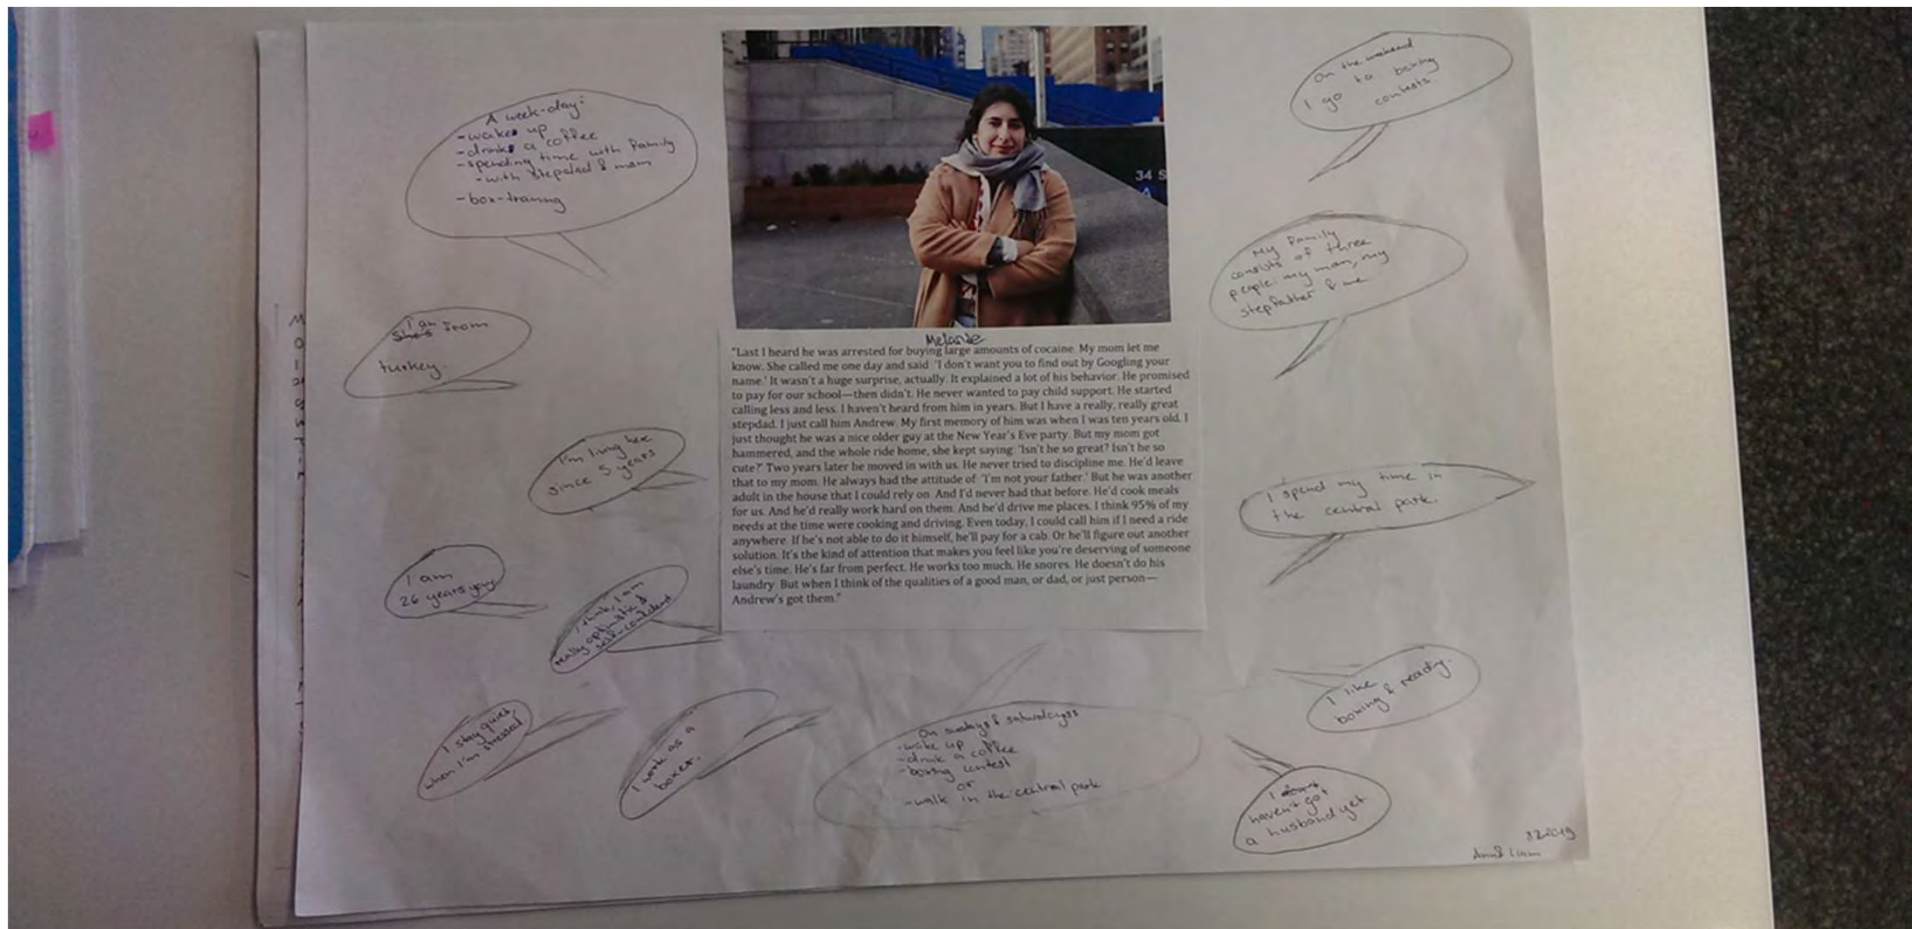 A week-day:
- wakes up
- drinks a coffee
- spending time with family
- with stepdad & mom
- box-training
I am
She's from
turkey.
I'm living here
since 5 years
I am
26 years young
I think, I am
really optimistic &
self-confident
I stay quiet,
when I'm stressed
I work as a
boxer.
34 S
A
Melanie
"Last I heard he was arrested for buying large amounts of cocaine. My mom let me
know. She called me one day and said: 'I don't want you to find out by Googling your
name.' It wasn't a huge surprise, actually. It explained a lot of his behavior. He promised
to pay for our school—then didn't. He never wanted to pay child support. He started
calling less and less. I haven't heard from him in years. But I have a really, really great
stepdad. I just call him Andrew. My first memory of him was when I was ten years old. I
just thought he was a nice older guy at the New Year's Eve party. But my mom got
hammered, and the whole ride home, she kept saying: 'Isn't he so great? Isn't he so
cute?' Two years later he moved in with us. He never tried to discipline me. He'd leave
that to my mom. He always had the attitude of: 'I'm not your father.' But he was another
adult in the house that I could rely on. And I'd never had that before. He'd cook meals
for us. And he'd really work hard on them. And he'd drive me places. I think 95% of my
needs at the time were cooking and driving. Even today, I could call him if I need a ride
anywhere. If he's not able to do it himself, he'll pay for a cab. Or he'll figure out another
solution. It's the kind of attention that makes you feel like you're deserving of someone
else's time. He's far from perfect. He works too much. He snores. He doesn't do his
laundry. But when I think of the qualities of a good man, or dad, or just person—
Andrew's got them."
On sundays & saturdayss
- wake up
- drink a coffee
- boxing contest
or
- walk in the central park
On the weekend
I go to boxing
contests.
My family
consists of three
people: my mom, my
stepfather & me
I spend my time in
the central park.
I like
boxing & reading.
I
haven't got
a husband yet